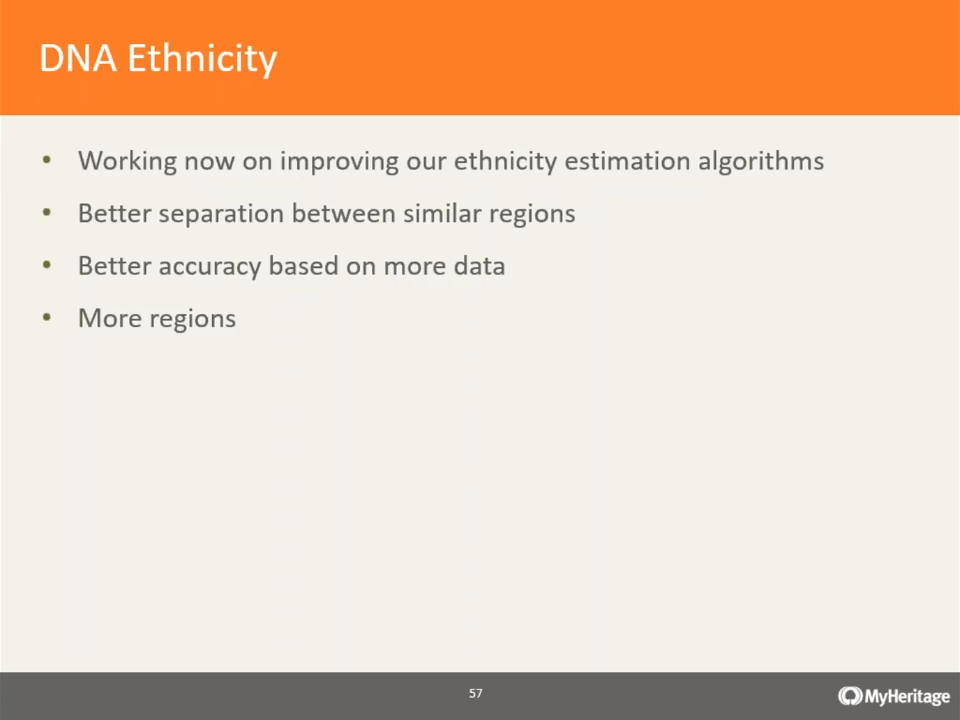 DNA Ethnicity
• Working now on improving our ethnicity estimation algorithms
• Better separation between similar regions
• Better accuracy based on more data
• More regions
57
MyHeritage